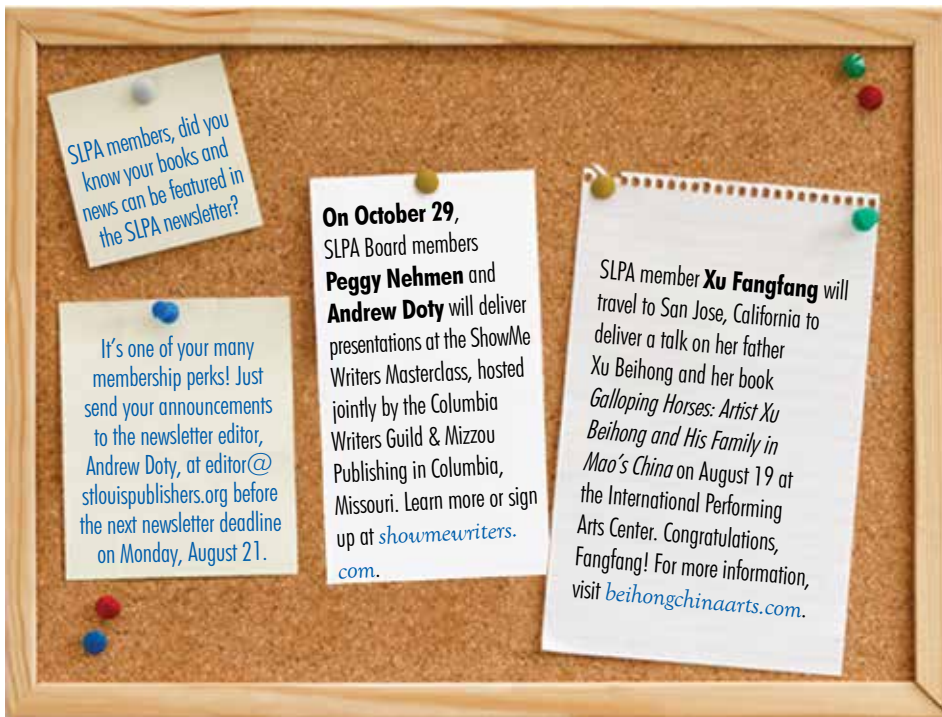 SLPA members, did you
know your books and
news can be featured in
the SLPA newsletter?
It's one of your many
membership perks! Just
send your announcements
to the newsletter editor,
Andrew Doty, at editor@
stlouispublishers.org before
the next newsletter deadline
on Monday, August 21.
On October 29,
SLPA Board members
Peggy Nehmen and
Andrew Doty will deliver
presentations at the ShowMe
Writers Masterclass, hosted
jointly by the Columbia
Writers Guild & Mizzou
Publishing in Columbia,
Missouri. Learn more or sign
up at showmewriters.
com.
SLPA member Xu Fangfang will
travel to San Jose, California to
deliver a talk on her father
Xu Beihong and her book
Galloping Horses: Artist Xu
Beihong and His Family in
Mao's China on August 19 at
the International Performing
Arts Center. Congratulations,
Fangfang! For more information,
visit beihongchinaarts.com.